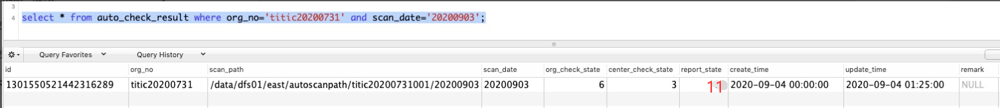 3
4 select * from auto_check_result where org_no='titic20200731' and scan_date='20200903';
Query Favorites Query History
id org_no scan_path scan_date org_check_state center_check_state report_state create_time update_time remark
1301550521442316289 titic20200731 /data/dfs01/east/autoscanpath/titic20200731001/20200903 20200903 6 3 11 2020-09-04 00:00:00 2020-09-04 01:25:00 NULL